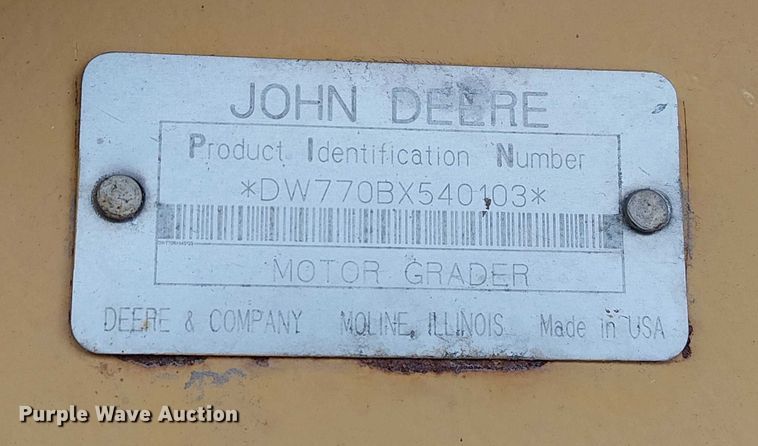 JOHN DEERE
Product Identification Number
*DW770BX540103*
MOTOR GRADER
DEERE & COMPANY MOLINE, ILLINOIS Made in USA
Purple Wave Auction